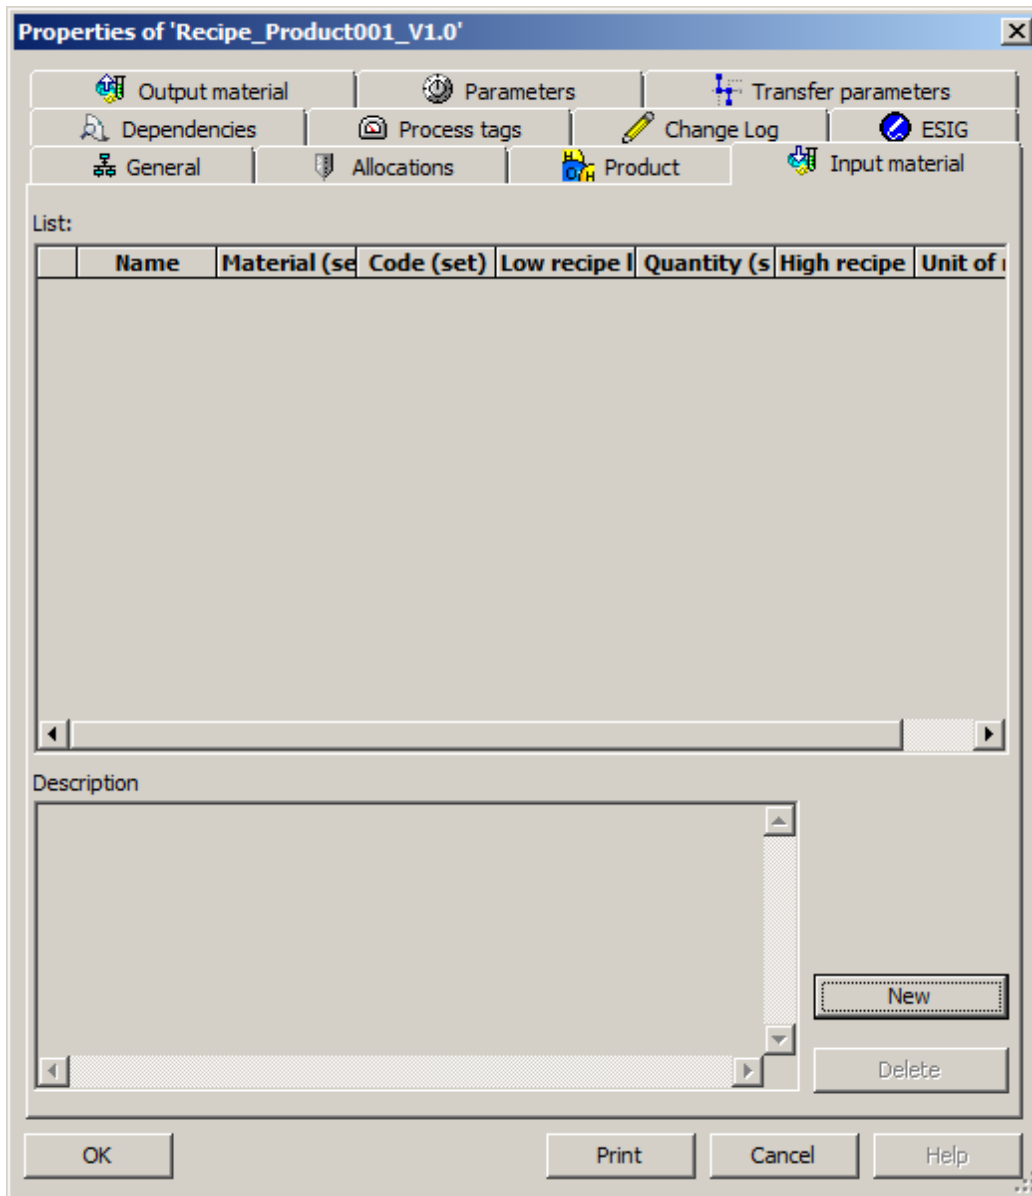 Properties of 'Recipe_Product001_V1.0'
Output material Parameters Transfer parameters
Dependencies Process tags Change Log ESIG
General Allocations Product Input material
List:
Name Material (se Code (set) Low recipe l Quantity (s High recipe Unit of
Description
New
Delete
OK Print Cancel Help